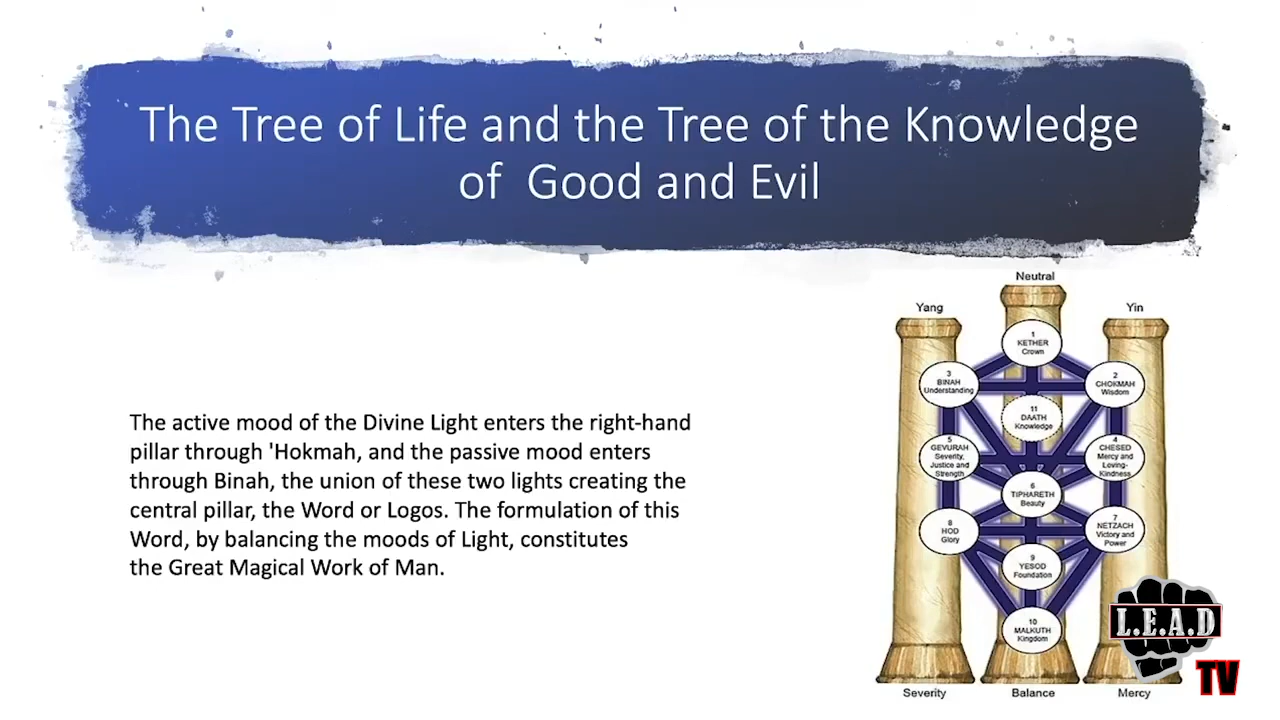 The Tree of Life and the Tree of the Knowledge
of  Good and Evil
The active mood of the Divine Light enters the right-hand
pillar through 'Hokmah, and the passive mood enters
through Binah, the union of these two lights creating the
central pillar, the Word or Logos. The formulation of this
Word, by balancing the moods of Light, constitutes
the Great Magical Work of Man.
Neutral
Yang
Yin
1
KETHER
Crown
3
BINAH
Understanding
2
CHOKMAH
Wisdom
11
DAATH
Knowledge
5
GEVURAH
Severity,
Justice and
Strength
4
CHESED
Mercy and
Loving-
Kindness
6
TIPHARETH
Beauty
8
HOD
Glory
7
NETZACH
Victory and
Power
9
YESOD
Foundation
10
MALKUTH
Kingdom
Severity
Balance
Mercy
L.E.A.D
TV